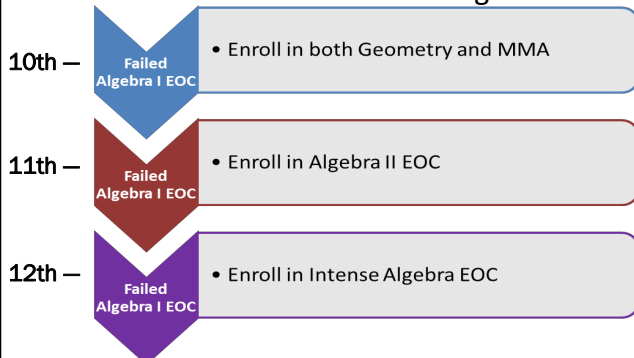 10th –
Failed
Algebra I EOC
• Enroll in both Geometry and MMA
11th –
Failed
Algebra I EOC
• Enroll in Algebra II EOC
12th –
Failed
Algebra I EOC
• Enroll in Intense Algebra EOC